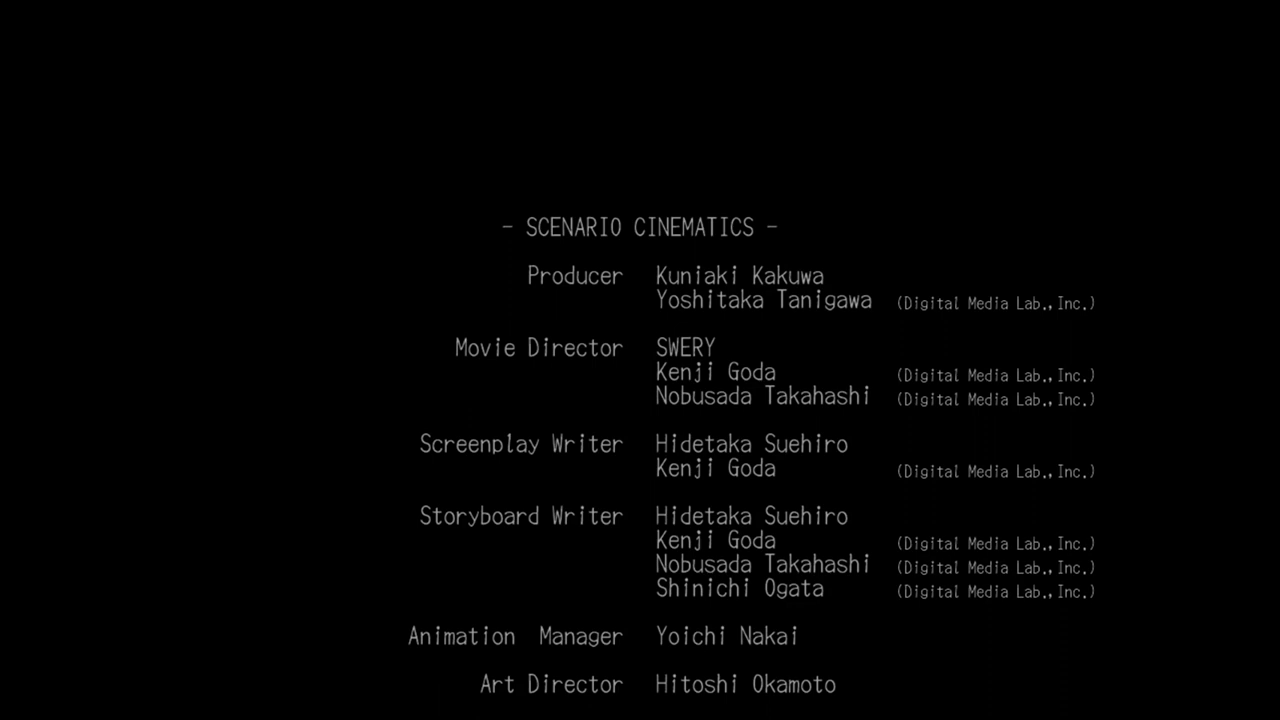 - SCENARIO CINEMATICS -
Producer Kuniaki Kakuwa
Yoshitaka Tanigawa (Digital Media Lab.,Inc.)
Movie Director SWERY
Kenji Goda (Digital Media Lab.,Inc.)
Nobusada Takahashi (Digital Media Lab.,Inc.)
Screenplay Writer Hidetaka Suehiro
Kenji Goda (Digital Media Lab.,Inc.)
Storyboard Writer Hidetaka Suehiro
Kenji Goda (Digital Media Lab.,Inc.)
Nobusada Takahashi (Digital Media Lab.,Inc.)
Shinichi Ogata (Digital Media Lab.,Inc.)
Animation Manager Yoichi Nakai
Art Director Hitoshi Okamoto